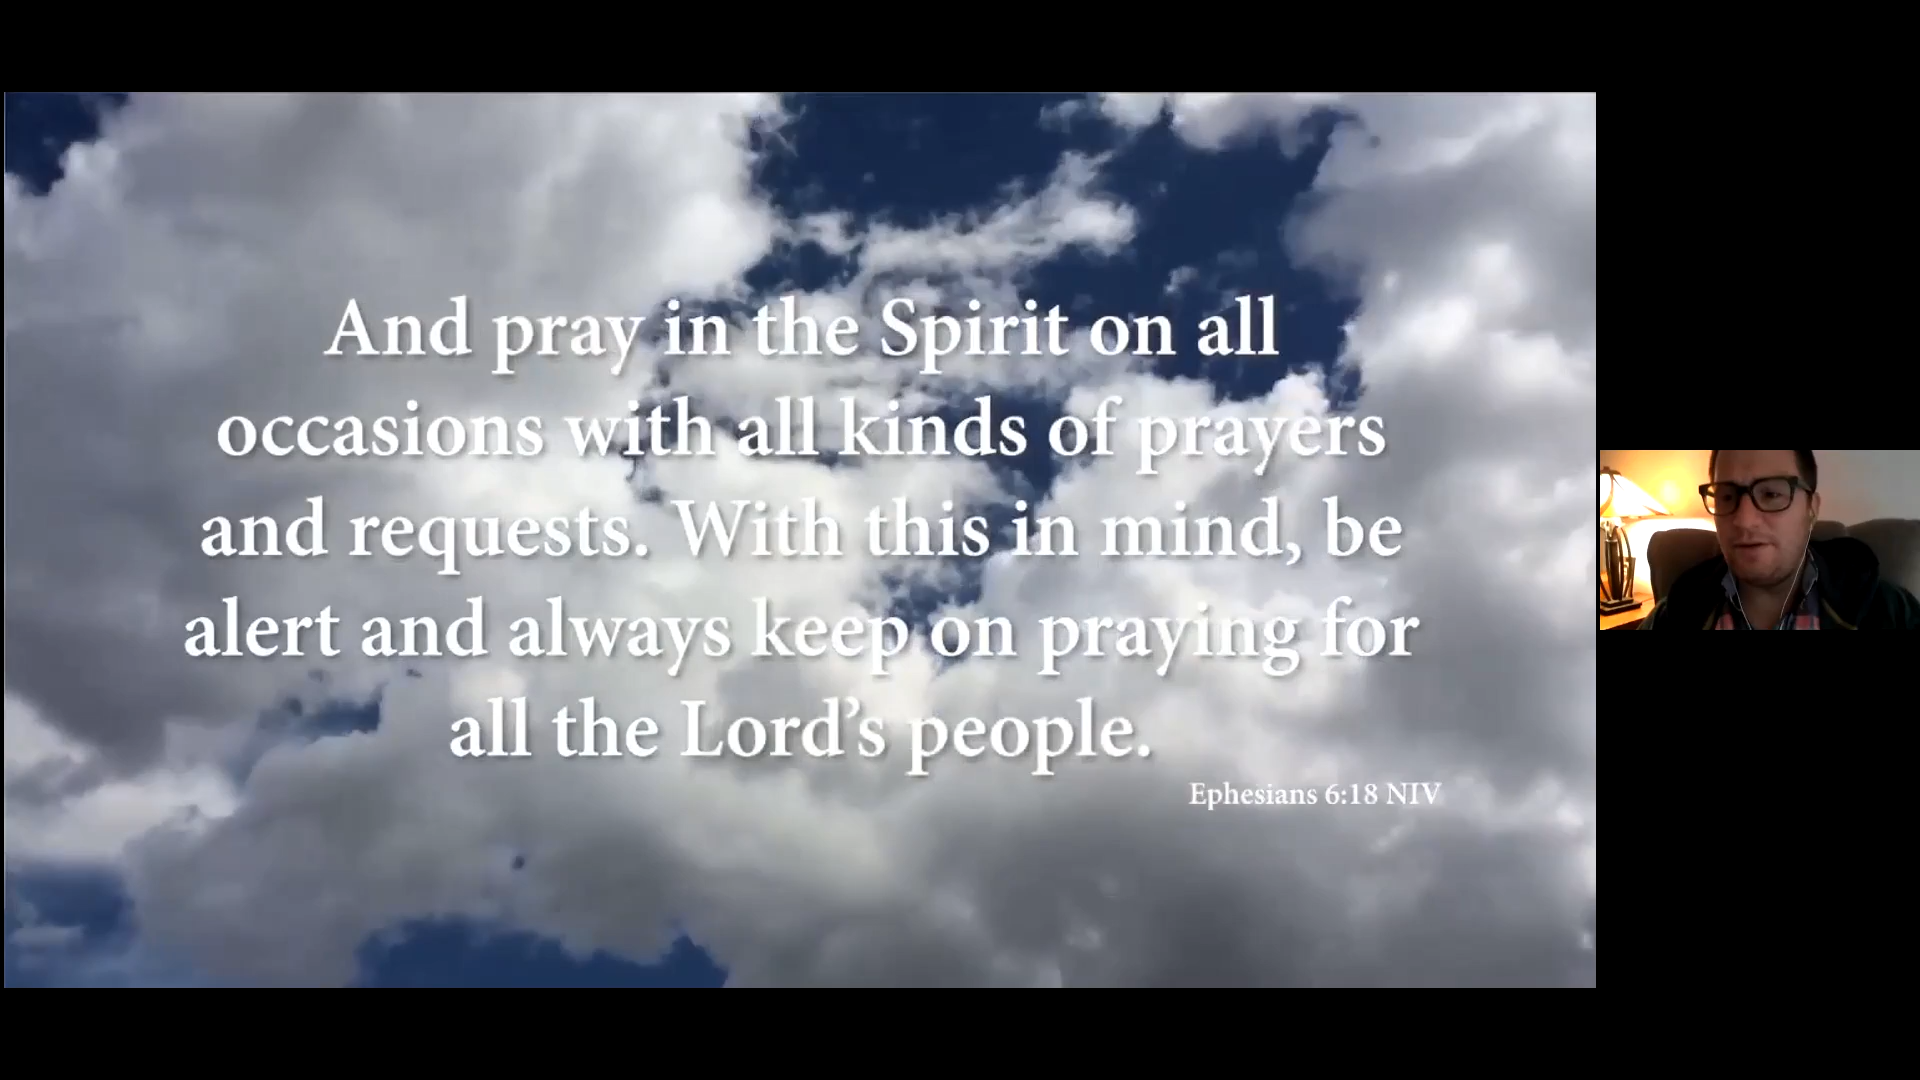 And pray in the Spirit on all
occasions with all kinds of prayers
and requests. With this in mind, be
alert and always keep on praying for
all the Lord’s people.
Ephesians 6:18 NIV